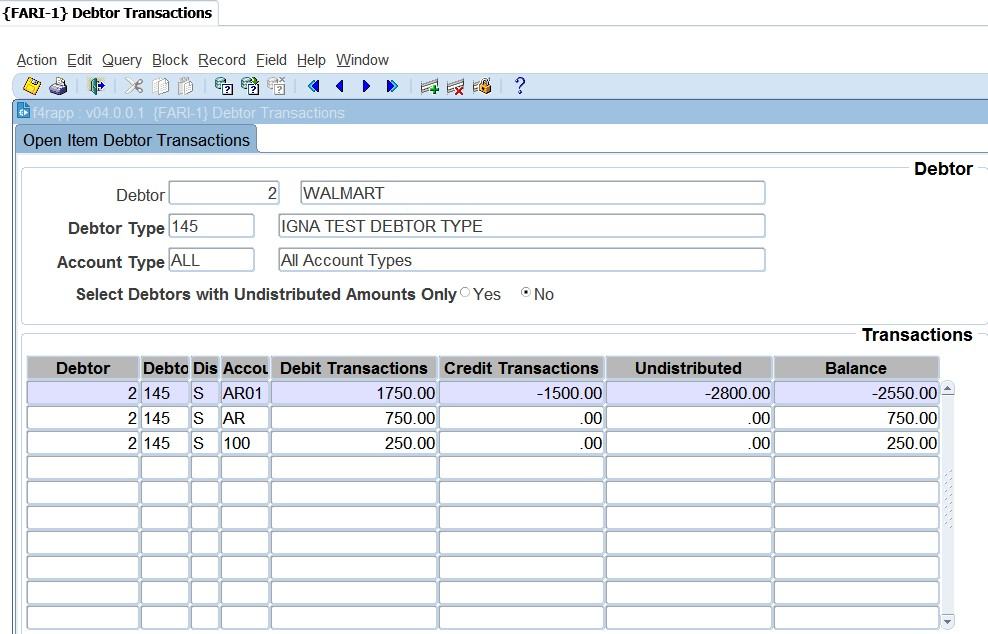 {FARI-1} Debtor Transactions
Action Edit Query Block Record Field Help Window
f4rapp : v04.0.0.1 {FARI-1} Debtor Transactions
Open Item Debtor Transactions
Debtor
Debtor 2 WALMART
Debtor Type 145 IGNA TEST DEBTOR TYPE
Account Type ALL All Account Types
Select Debtors with Undistributed Amounts Only Yes No
Transactions
Debtor Debto Dis Accou Debit Transactions Credit Transactions Undistributed Balance
2 145 S AR01 1750.00 -1500.00 -2800.00 -2550.00
2 145 S AR 750.00 .00 .00 750.00
2 145 S 100 250.00 .00 .00 250.00